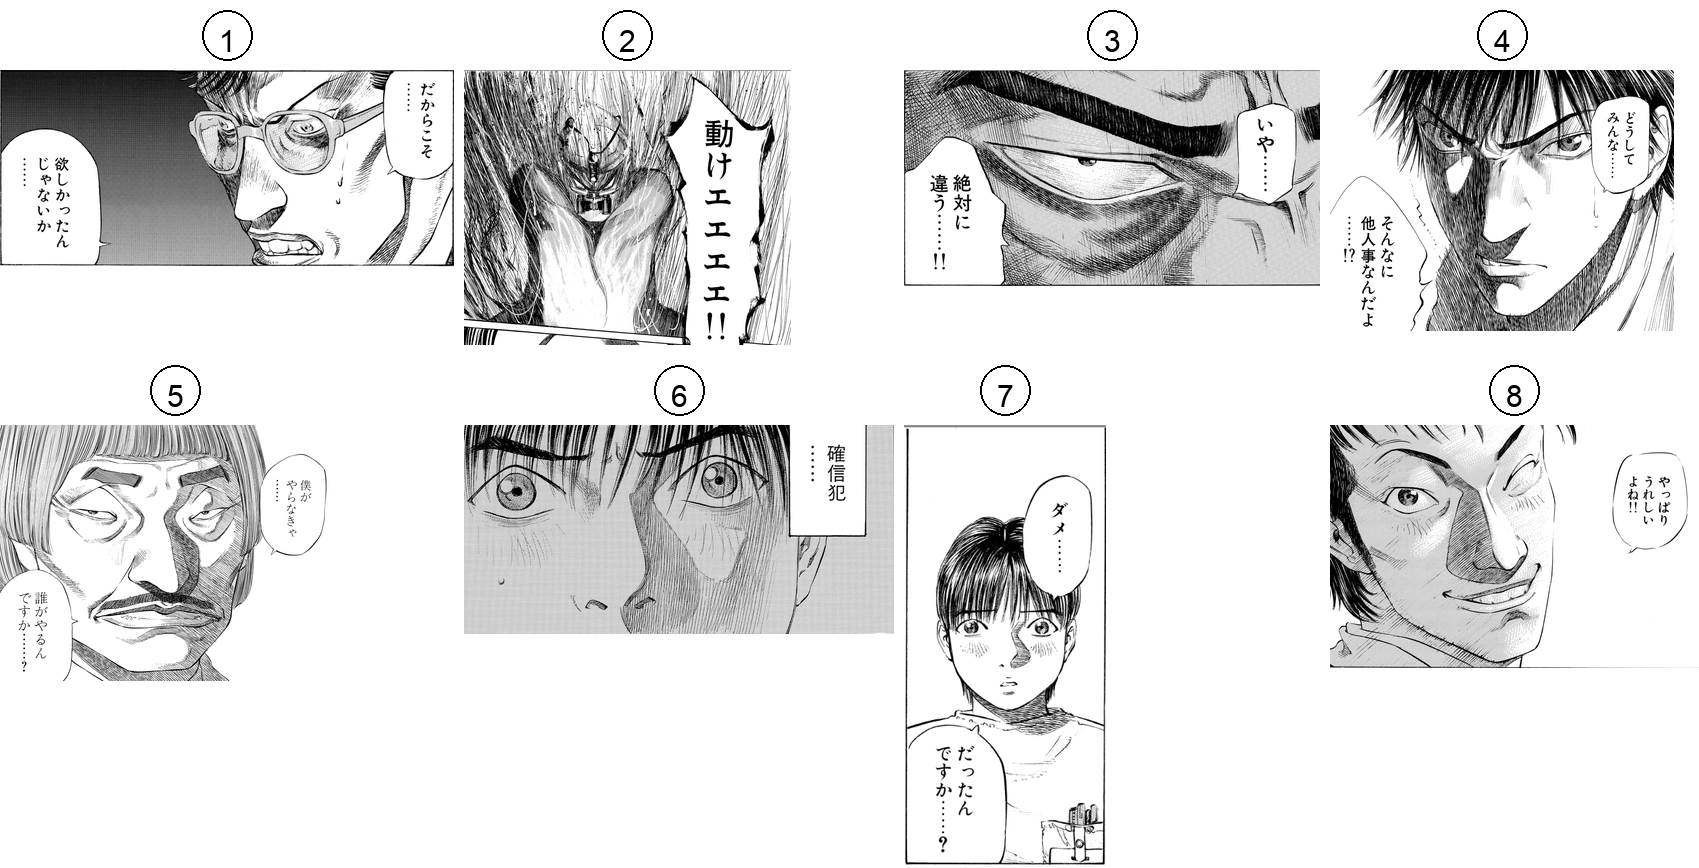 1
だからこそ
……
欲しかったん
じゃないか
……
2
動けェェェェ!!
3
いや……
絶対に
違う……!!
4
どうして
みんな……
そんなに
他人事なんだよ
……!?
5
僕が
やらなきゃ
……
誰がやるん
ですか……?
6
確信犯
……
7
ダメ……
だったん
ですか……?
8
やっぱり
うれしい
よね!!